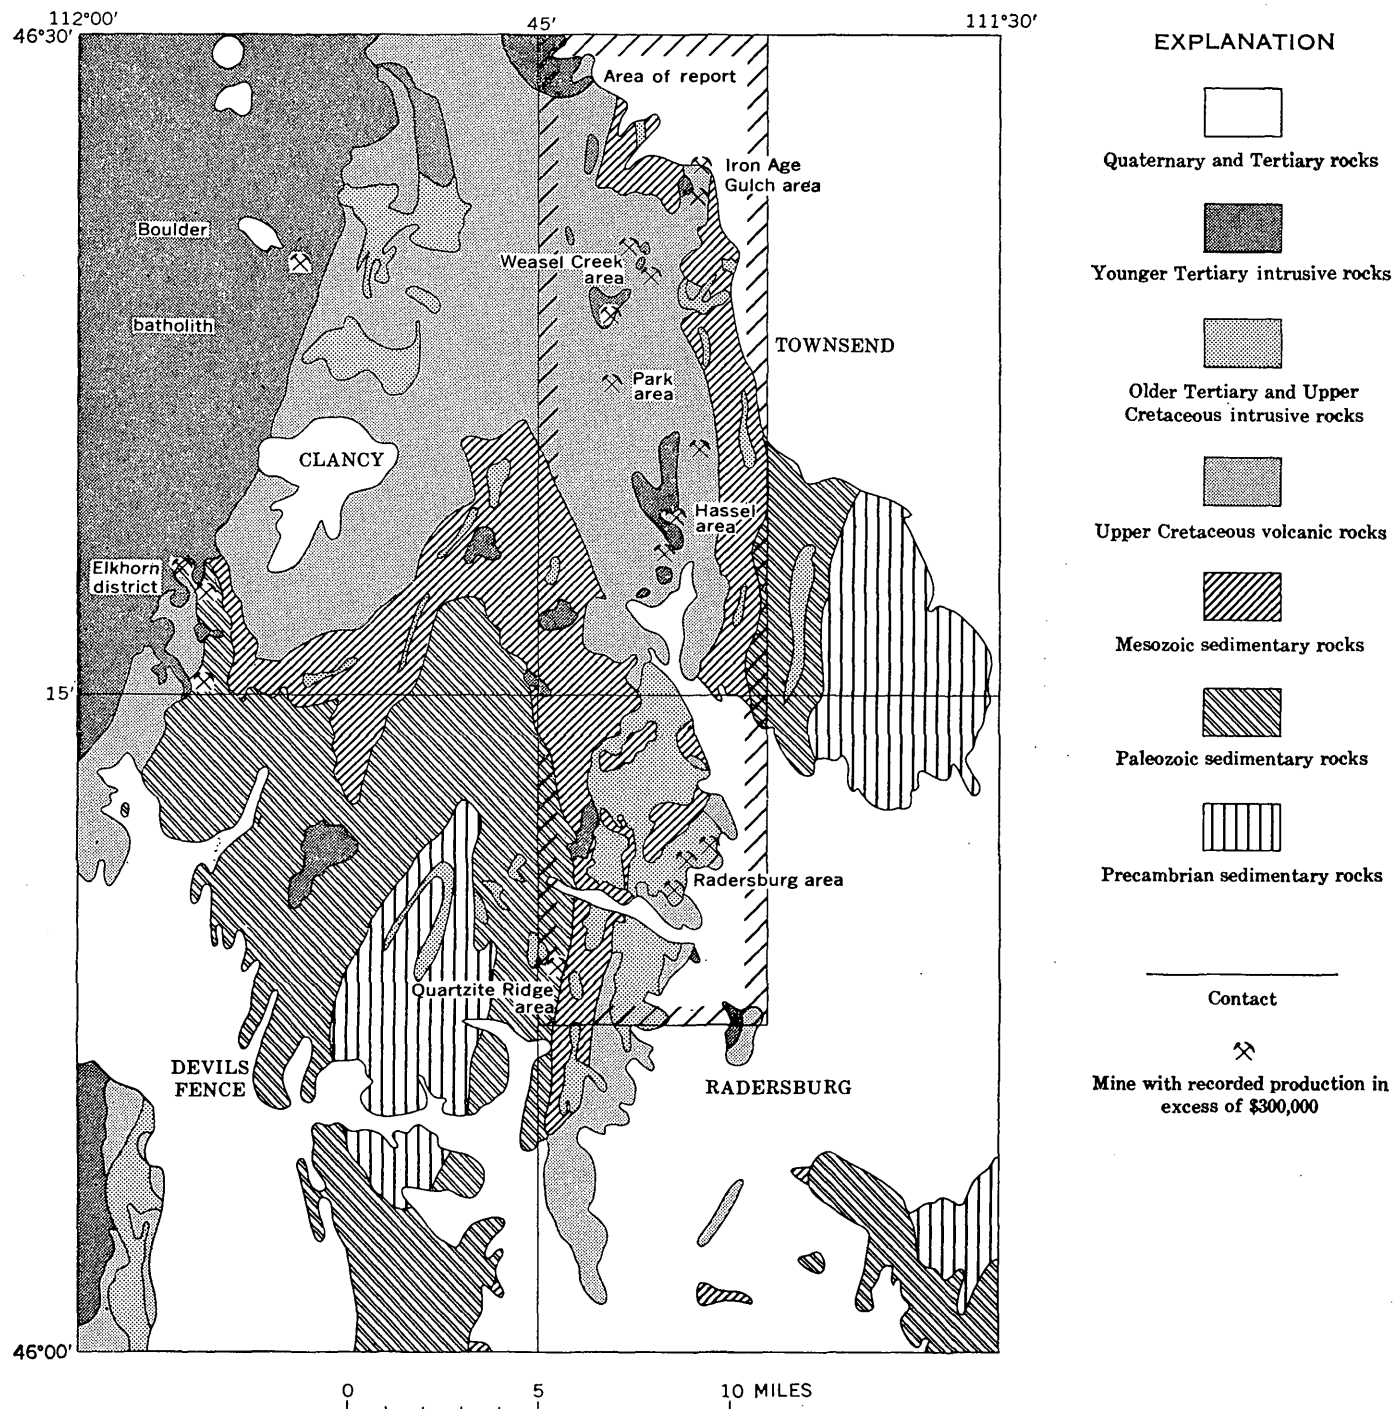 112°00'
45'
111°30'
46°30'
Area of report
Iron Age
Gulch area
Boulder
Weasel Creek
area
batholith
TOWNSEND
Park
area
CLANCY
Hassel
area
Elkhorn
district
15'
Radersburg area
Quartzite Ridge
area
DEVILS
FENCE
RADERSBURG
46°00'
0 5 10 MILES
EXPLANATION
Quaternary and Tertiary rocks
Younger Tertiary intrusive rocks
Older Tertiary and Upper
Cretaceous intrusive rocks
Upper Cretaceous volcanic rocks
Mesozoic sedimentary rocks
Paleozoic sedimentary rocks
Precambrian sedimentary rocks
Contact
Mine with recorded production in
excess of $300,000